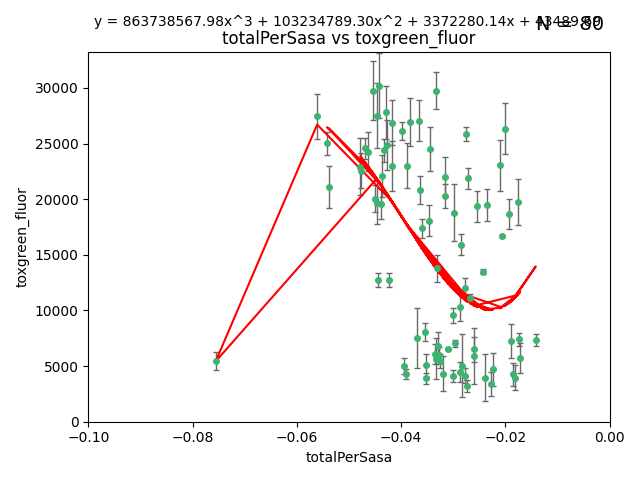 y = 863738567.98x^3 + 103234789.30x^2 + 3372280.14x +
N = 80
totalPerSasa vs toxgreen_fluor
30000
25000
20000
15000
10000
5000
0
toxgreen_fluor
−0.10 −0.08 −0.06 −0.04 −0.02 0.00
totalPerSasa